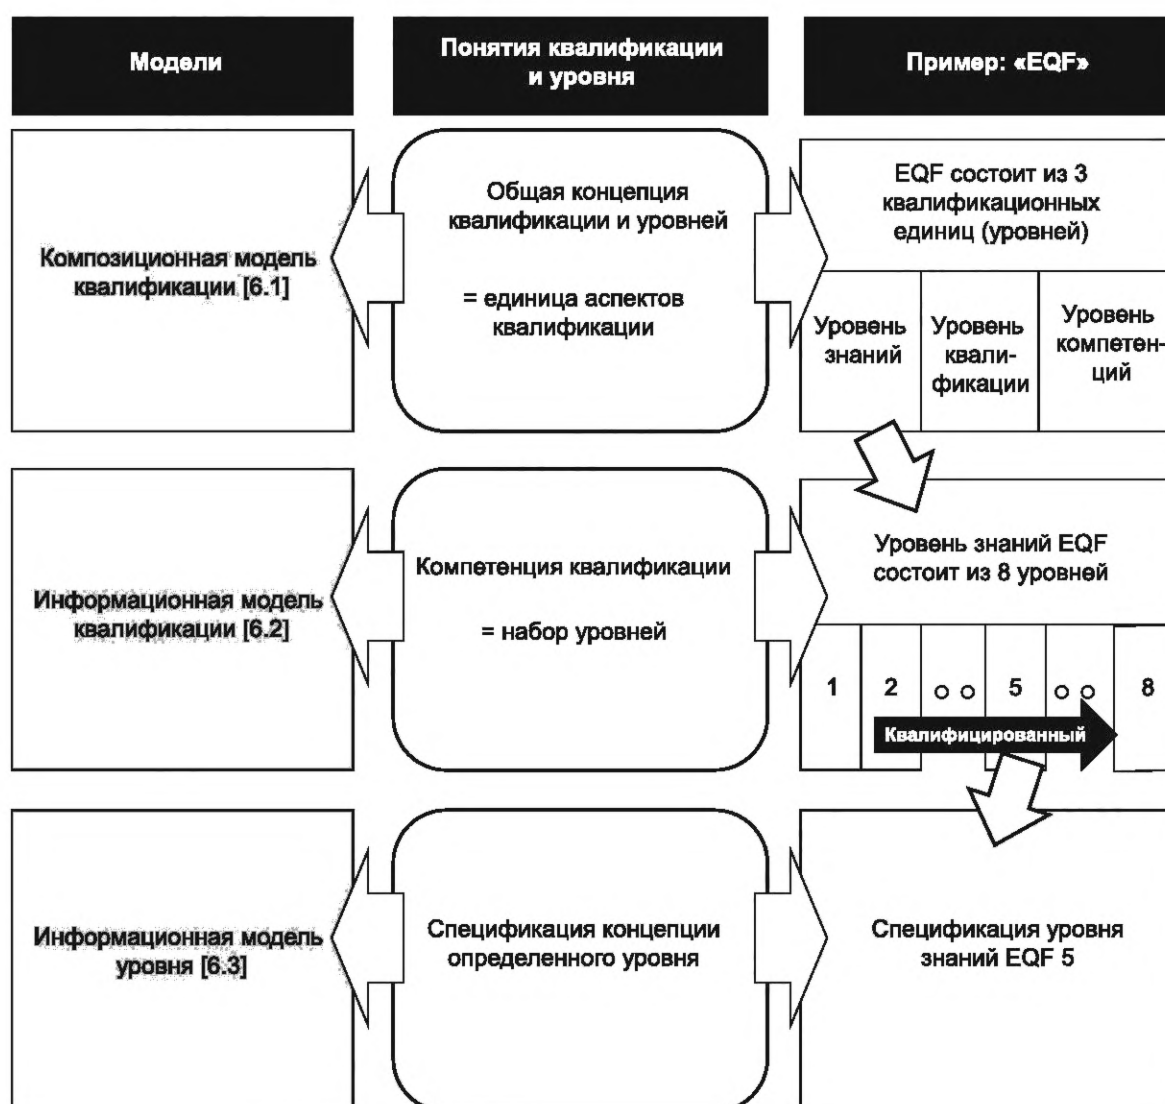 Модели
Понятия квалификации
и уровня
Пример: «EQF»
Композиционная модель
квалификации [6.1]
Общая концепция
квалификации и уровней
= единица аспектов
квалификации
EQF состоит из 3
квалификационных
единиц (уровней)
Уровень
знаний
Уровень
квали-
фикации
Уровень
компетен-
ций
Информационная модель
квалификации [6.2]
Компетенция квалификации
= набор уровней
Уровень знаний EQF
состоит из 8 уровней
1 2 5 8
Квалифицированный
Информационная модель
уровня [6.3]
Спецификация концепции
определенного уровня
Спецификация уровня
знаний EQF 5